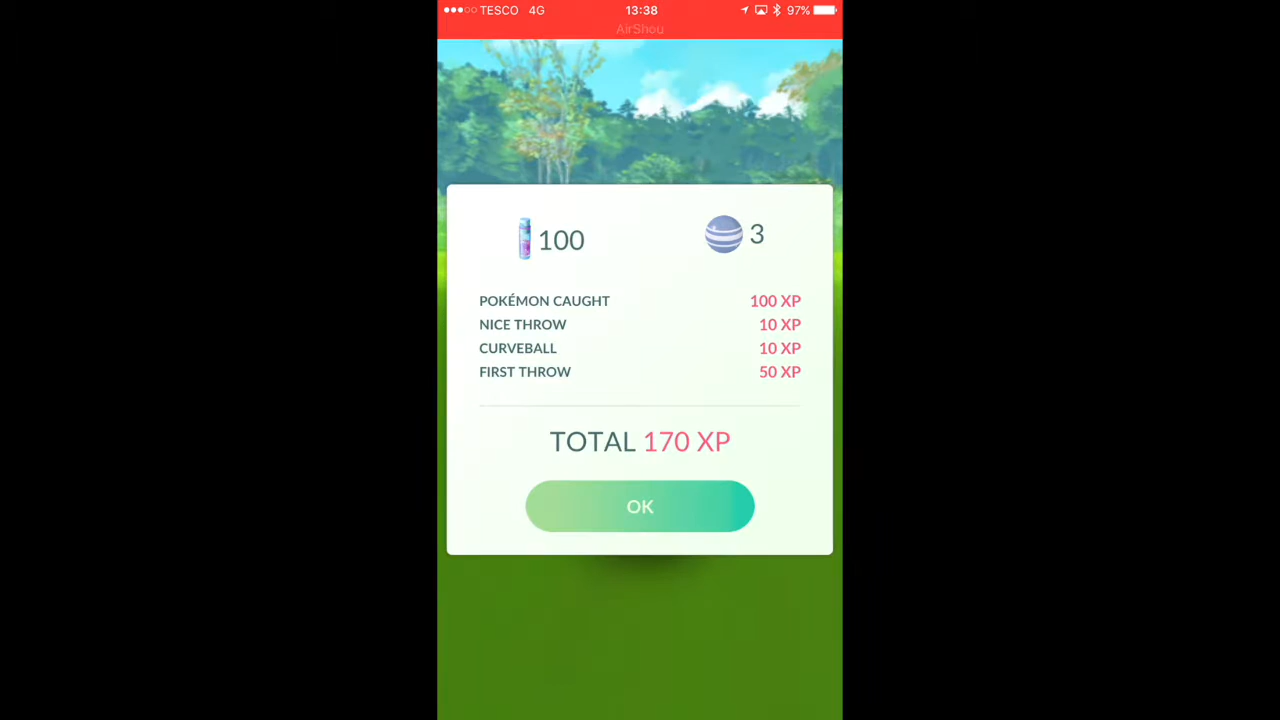 TESCO 4G 13:38 97%
AirShou
100 3
POKÉMON CAUGHT 100 XP
NICE THROW 10 XP
CURVEBALL 10 XP
FIRST THROW 50 XP
TOTAL 170 XP
OK